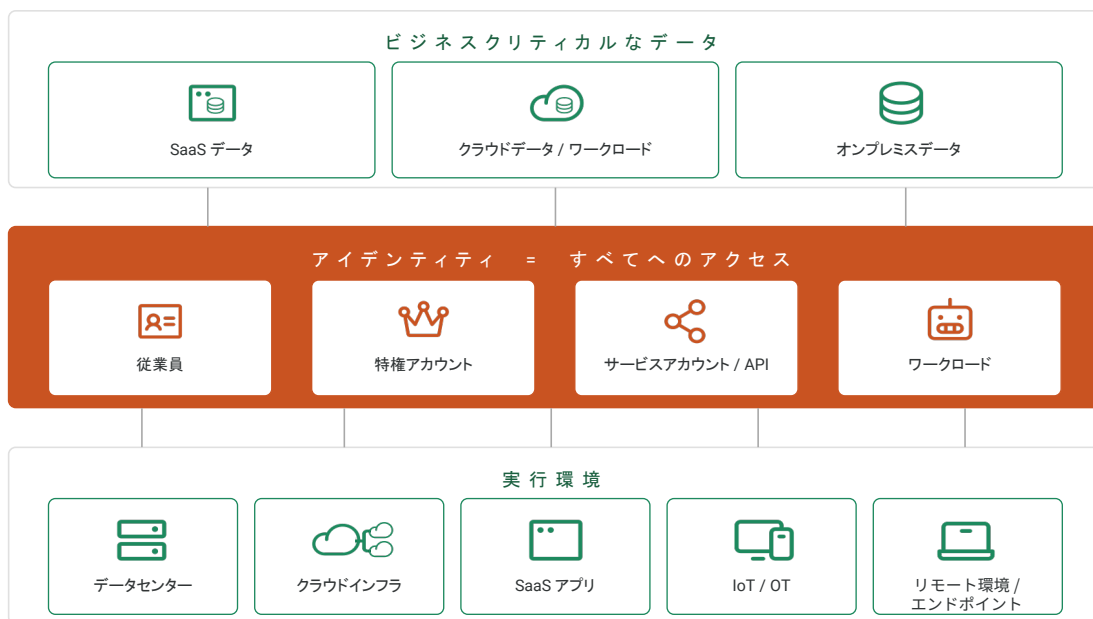 ビジネスクリティカルなデータ
SaaS データ
クラウドデータ / ワークロード
オンプレミスデータ
アイデンティティ = すべてへのアクセス
従業員
特権アカウント
サービスアカウント / API
ワークロード
実行環境
データセンター
クラウドインフラ
SaaS アプリ
IoT / OT
リモート環境 /
エンドポイント